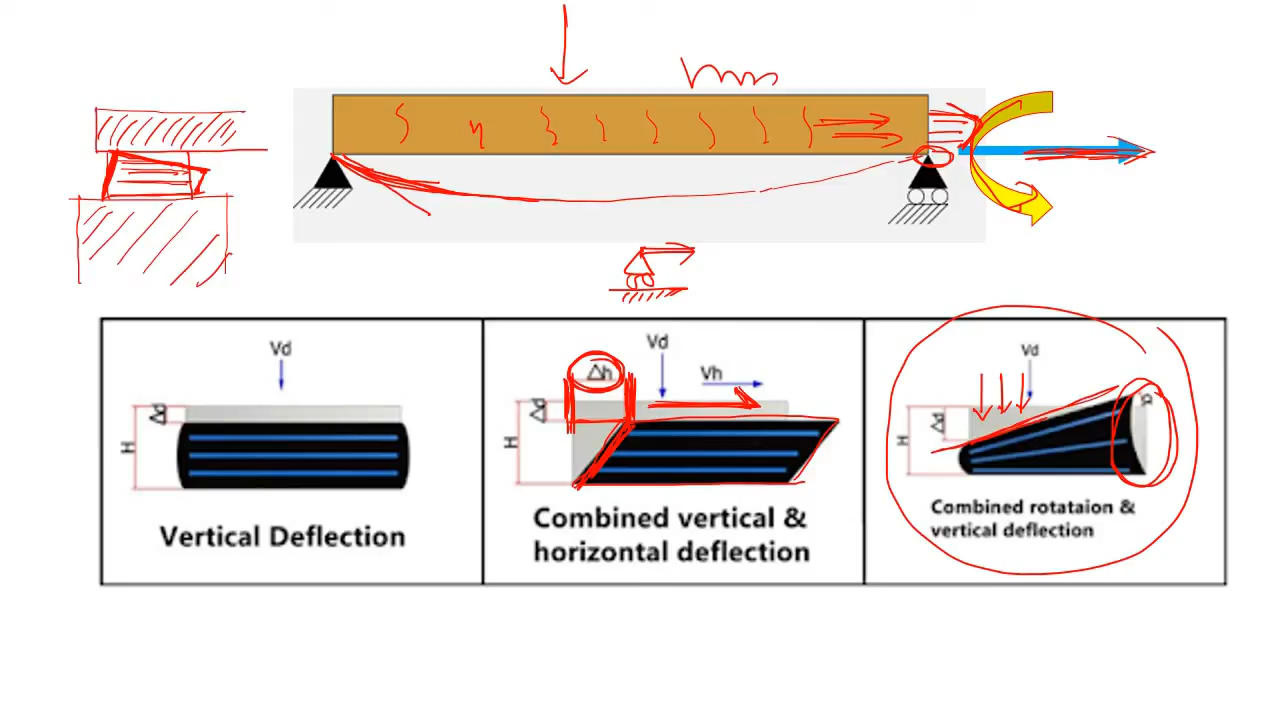 Vd
Δd
H
Vertical Deflection
Vd
Δh
Vh
Δd
H
Combined vertical &
horizontal deflection
Vd
Δd
H
α
Combined rotataion &
vertical deflection